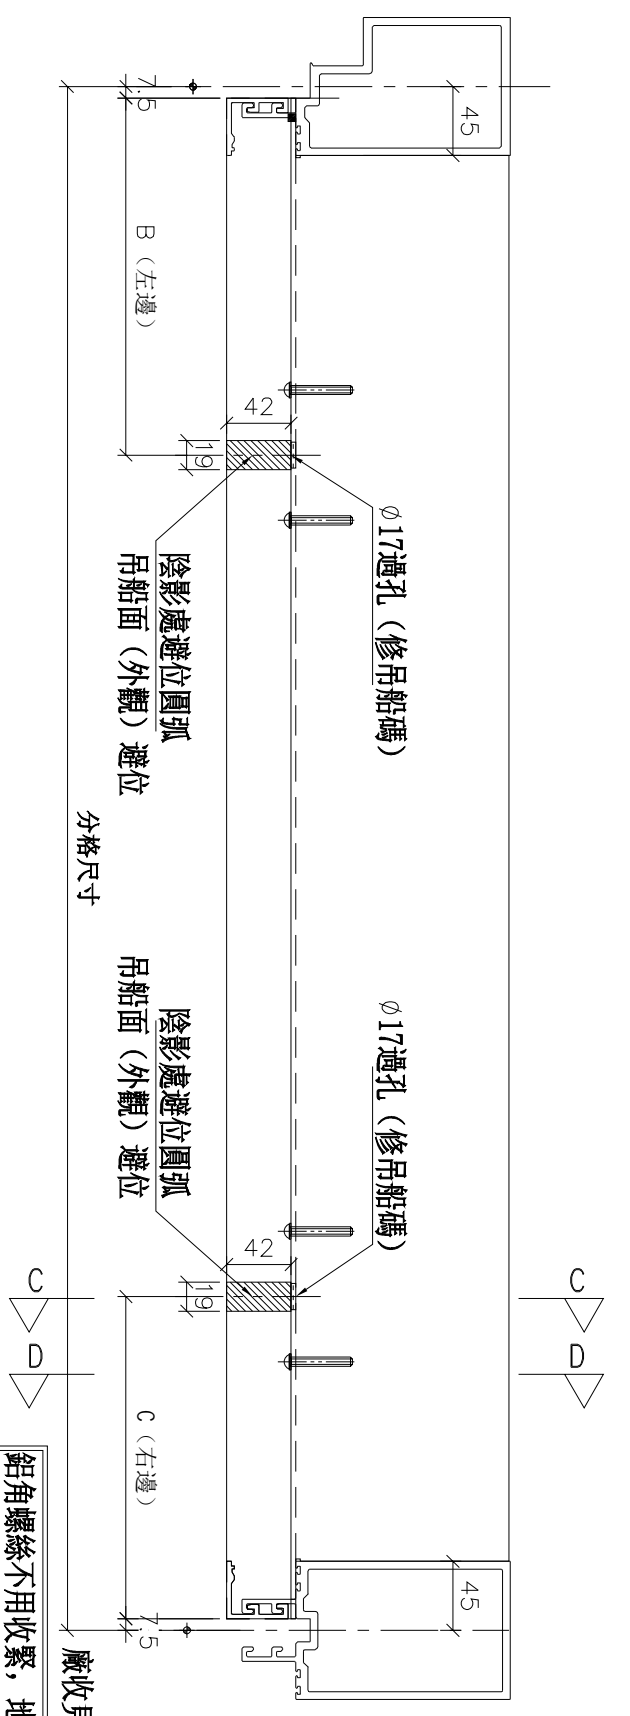 45
7.5
B（左邊）
42
19
Ø17過孔（修吊船碼）
陰影處避位圓弧
吊船面（外觀）避位
分格尺寸
Ø17過孔（修吊船碼）
陰影處避位圓弧
吊船面（外觀）避位
42
19
C
C
D
D
C（右邊）
45
7.5
鋁角螺絲不用收緊，地
廠收